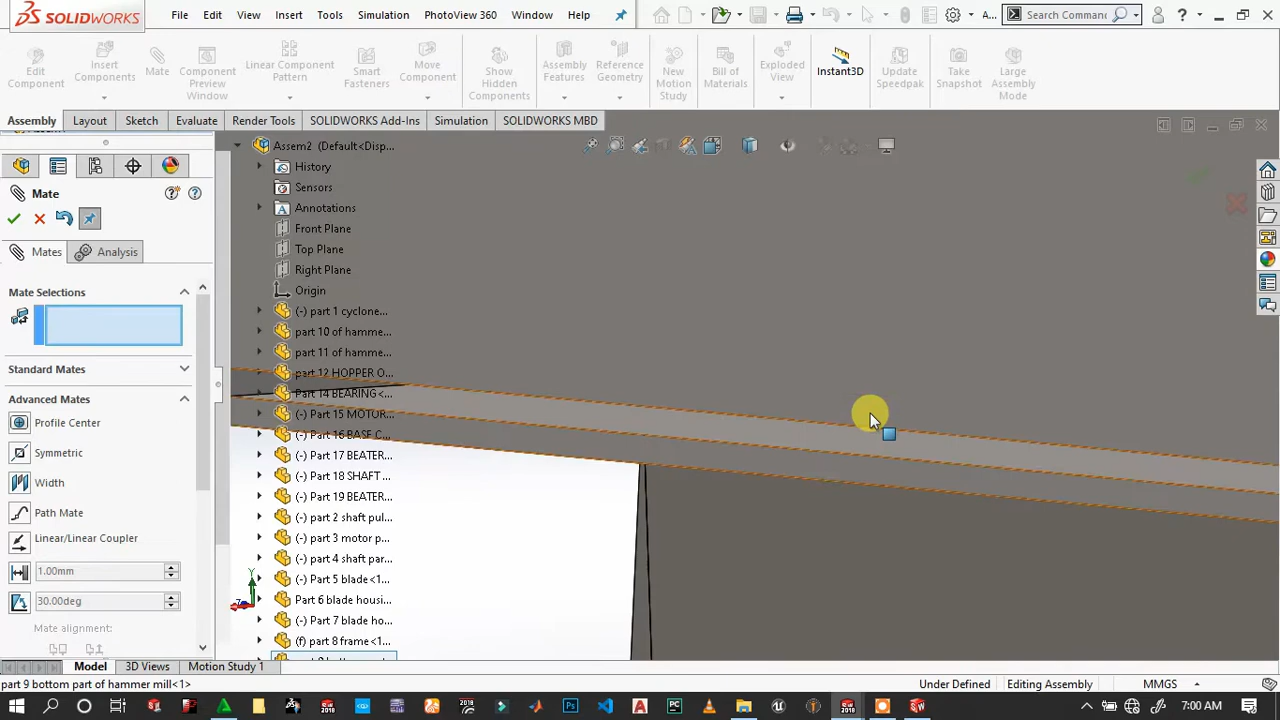 SOLIDWORKS
File Edit View Insert Tools Simulation PhotoView 360 Window Help
A... Search Comman
Edit Component
Insert Components
Mate
Component Preview Window
Linear Component Pattern
Smart Fasteners
Move Component
Show Hidden Components
Assembly Features
Reference Geometry
New Motion Study
Bill of Materials
Exploded View
Instant3D
Update Speedpak
Take Snapshot
Large Assembly Mode
Assembly Layout Sketch Evaluate Render Tools SOLIDWORKS Add-Ins Simulation SOLIDWORKS MBD
Assem2 (Default<Disp...
History
Sensors
Annotations
Front Plane
Top Plane
Right Plane
Origin
(-) part 1 cyclone...
part 10 of hamme...
part 11 of hamme...
part 12 HOPPER O...
Part 14 BEARING<...
(-) Part 15 MOTUR...
(-) Part 16 BASE C...
(-) Part 17 BEATER...
(-) Part 18 SHAFT ...
(-) Part 19 BEATER...
(-) part 2 shaft pul...
(-) part 3 motor p...
(-) part 4 shaft par...
(-) Part 5 blade<1...
Part 6 blade housi...
(-) Part 7 blade ho...
(f) part 8 frame<1...
Mate
Mates Analysis
Mate Selections
Standard Mates
Advanced Mates
Profile Center
Symmetric
Width
Path Mate
Linear/Linear Coupler
1.00mm
30.00deg
Mate alignment:
Model 3D Views Motion Study 1
part 9 bottom part of hammer mill<1> Under Defined Editing Assembly MMGS
7:00 AM